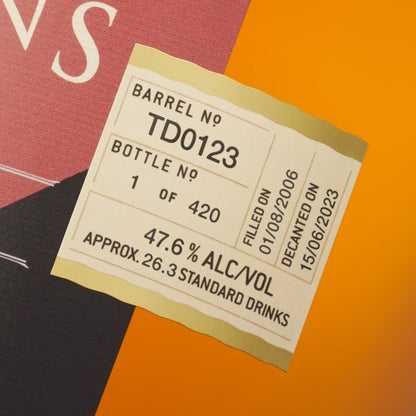 NS
BARREL Nº
TD0123
BOTTLE Nº
1 OF 420
FILLED ON
01/08/2006
DECANTED ON
15/06/2023
47.6% ALC/VOL
APPROX. 26.3 STANDARD DRINKS